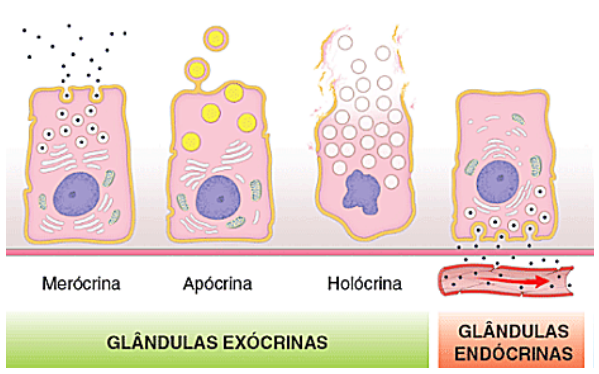 Merócrina
Apócrina
Holócrina
GLÂNDULAS EXÓCRINAS
GLÂNDULAS
ENDÓCRINAS